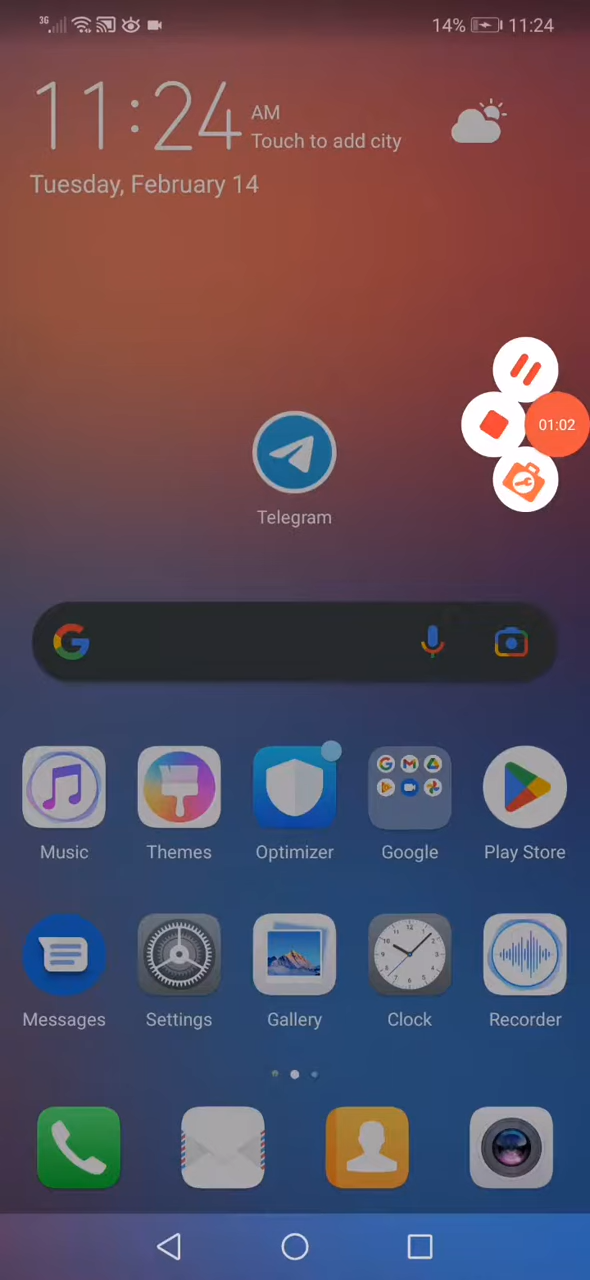 3G 14% 11:24
11:24 AM
Touch to add city
Tuesday, February 14
01:02
Telegram
Music Themes Optimizer Google Play Store
Messages Settings Gallery Clock Recorder